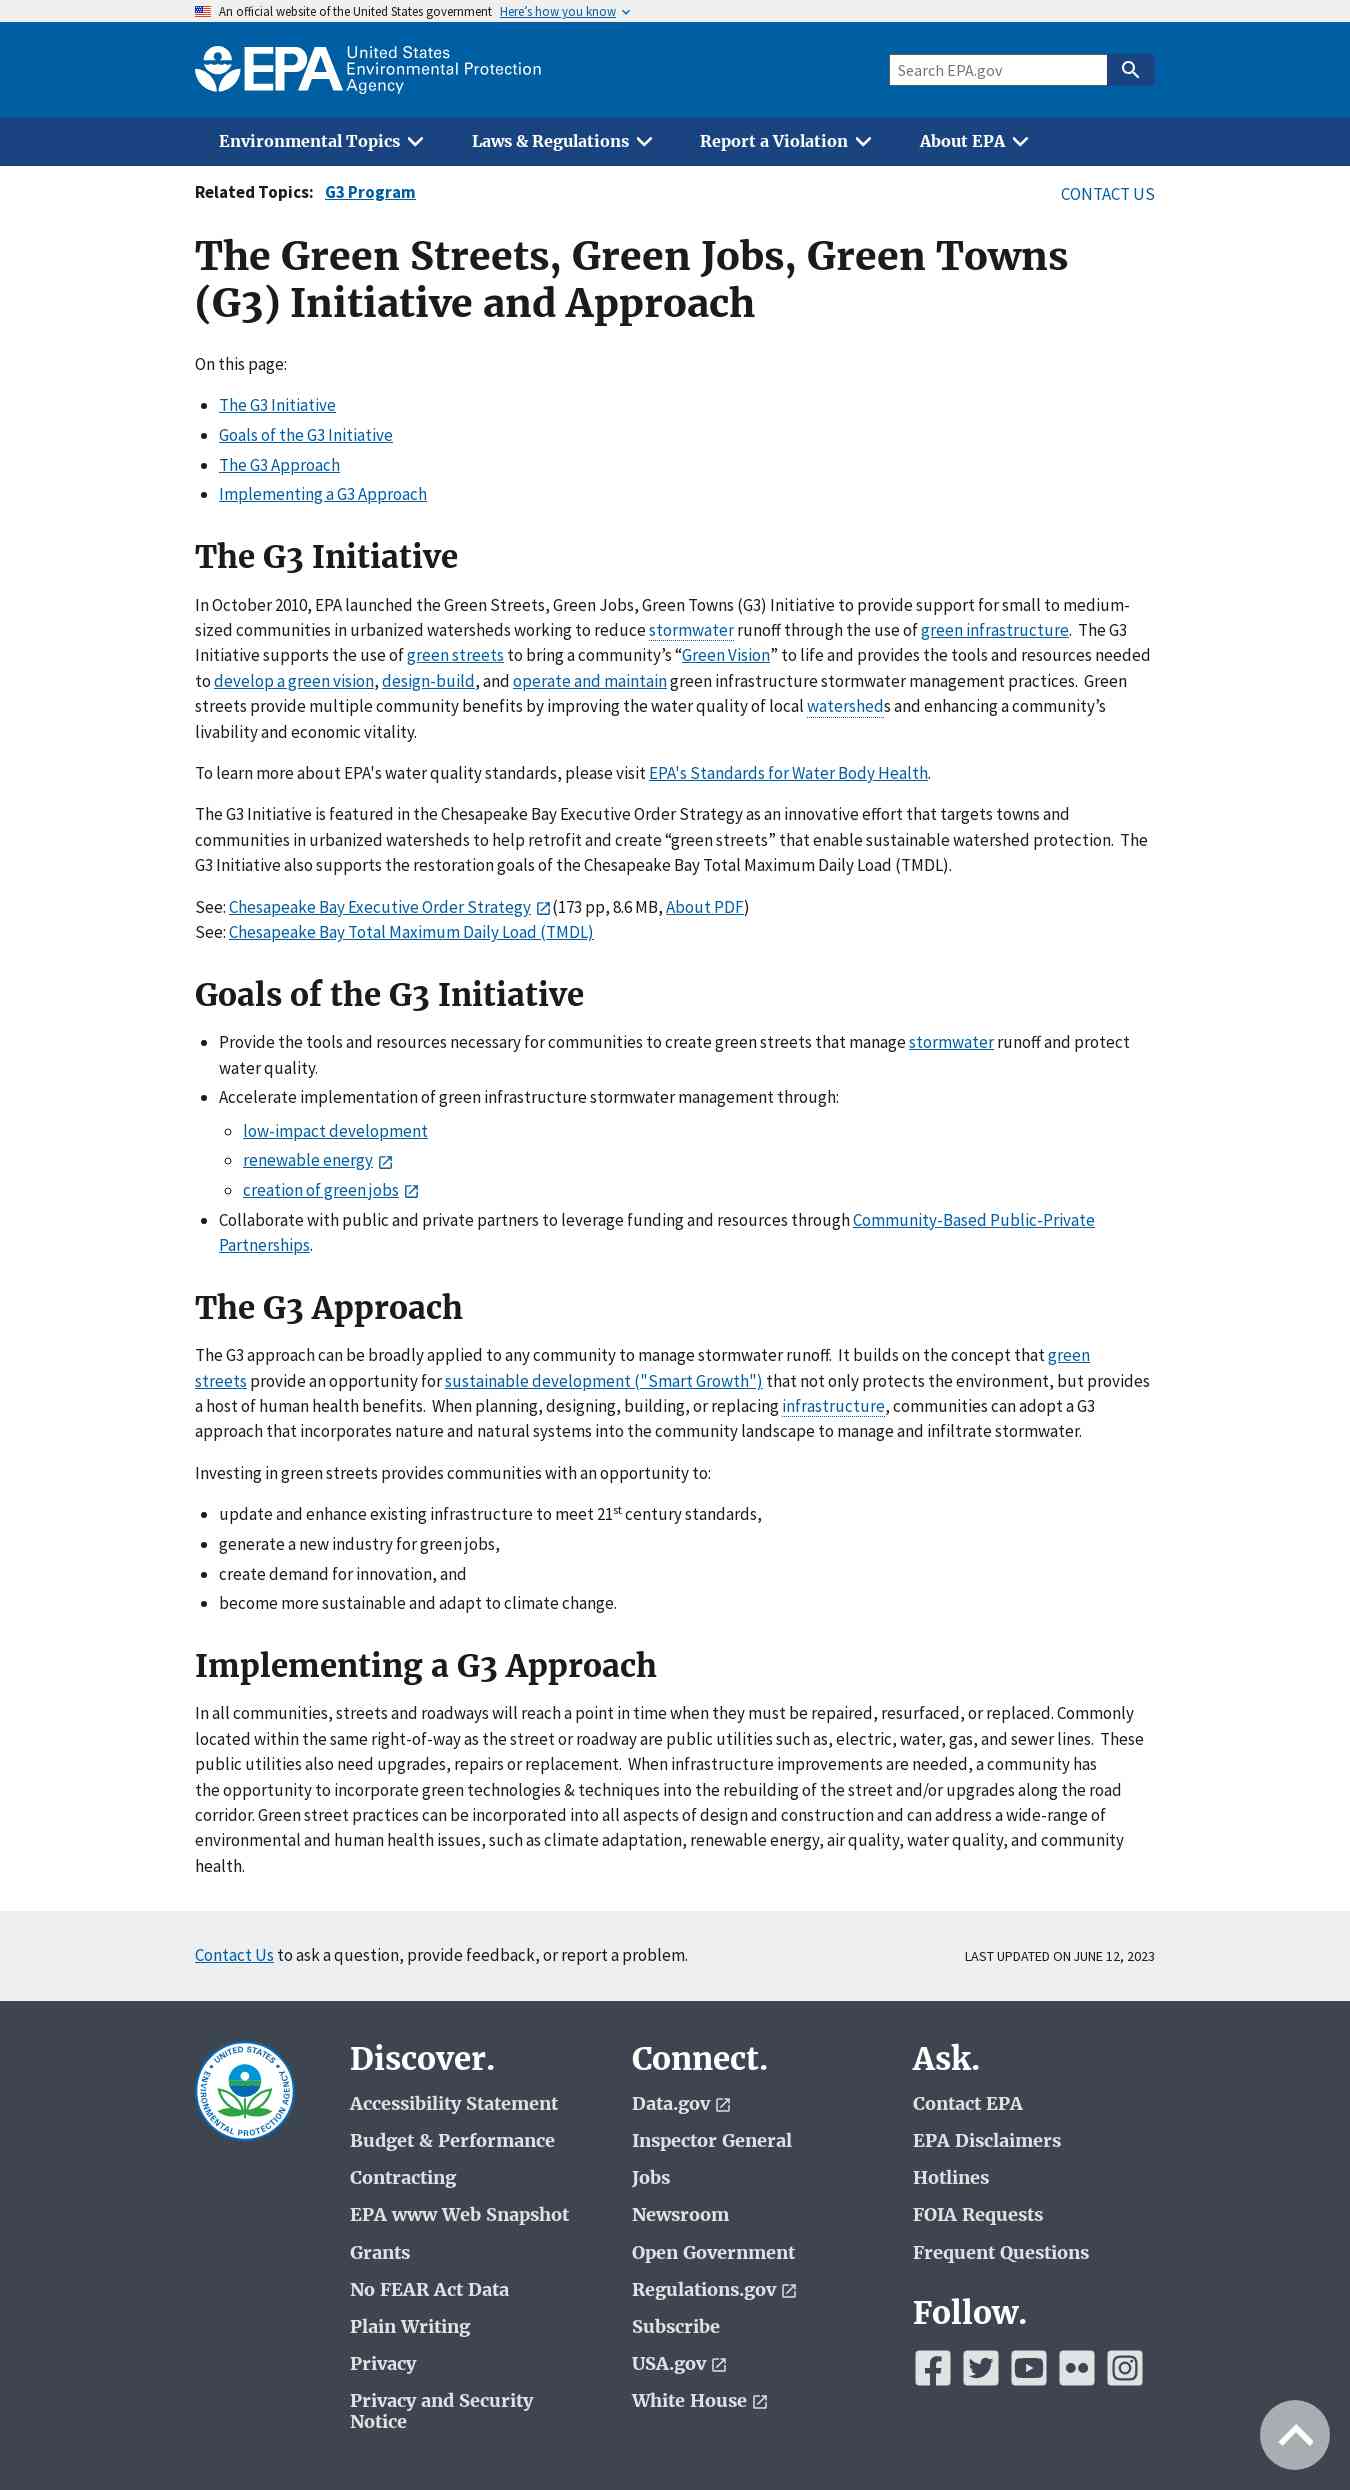 An official website of the United States government Here’s how you know
EPA United States
Environmental Protection
Agency
Search EPA.gov
Environmental Topics Laws & Regulations Report a Violation About EPA
Related Topics: G3 Program CONTACT US
The Green Streets, Green Jobs, Green Towns
(G3) Initiative and Approach
On this page:
The G3 Initiative
Goals of the G3 Initiative
The G3 Approach
Implementing a G3 Approach
The G3 Initiative
In October 2010, EPA launched the Green Streets, Green Jobs, Green Towns (G3) Initiative to provide support for small to medium-
sized communities in urbanized watersheds working to reduce stormwater runoff through the use of green infrastructure. The G3
Initiative supports the use of green streets to bring a community’s “Green Vision” to life and provides the tools and resources needed
to develop a green vision, design-build, and operate and maintain green infrastructure stormwater management practices. Green
streets provide multiple community benefits by improving the water quality of local watersheds and enhancing a community’s
livability and economic vitality.
To learn more about EPA's water quality standards, please visit EPA's Standards for Water Body Health.
The G3 Initiative is featured in the Chesapeake Bay Executive Order Strategy as an innovative effort that targets towns and
communities in urbanized watersheds to help retrofit and create “green streets” that enable sustainable watershed protection. The
G3 Initiative also supports the restoration goals of the Chesapeake Bay Total Maximum Daily Load (TMDL).
See: Chesapeake Bay Executive Order Strategy (173 pp, 8.6 MB, About PDF)
See: Chesapeake Bay Total Maximum Daily Load (TMDL)
Goals of the G3 Initiative
Provide the tools and resources necessary for communities to create green streets that manage stormwater runoff and protect
water quality.
Accelerate implementation of green infrastructure stormwater management through:
low-impact development
renewable energy
creation of green jobs
Collaborate with public and private partners to leverage funding and resources through Community-Based Public-Private
Partnerships.
The G3 Approach
The G3 approach can be broadly applied to any community to manage stormwater runoff. It builds on the concept that green
streets provide an opportunity for sustainable development ("Smart Growth") that not only protects the environment, but provides
a host of human health benefits. When planning, designing, building, or replacing infrastructure, communities can adopt a G3
approach that incorporates nature and natural systems into the community landscape to manage and infiltrate stormwater.
Investing in green streets provides communities with an opportunity to:
update and enhance existing infrastructure to meet 21st century standards,
generate a new industry for green jobs,
create demand for innovation, and
become more sustainable and adapt to climate change.
Implementing a G3 Approach
In all communities, streets and roadways will reach a point in time when they must be repaired, resurfaced, or replaced. Commonly
located within the same right-of-way as the street or roadway are public utilities such as, electric, water, gas, and sewer lines. These
public utilities also need upgrades, repairs or replacement. When infrastructure improvements are needed, a community has
the opportunity to incorporate green technologies & techniques into the rebuilding of the street and/or upgrades along the road
corridor. Green street practices can be incorporated into all aspects of design and construction and can address a wide-range of
environmental and human health issues, such as climate adaptation, renewable energy, air quality, water quality, and community
health.
Contact Us to ask a question, provide feedback, or report a problem. LAST UPDATED ON JUNE 12, 2023
UNITED STATES
ENVIRONMENTAL PROTECTION AGENCY
Discover.
Accessibility Statement
Budget & Performance
Contracting
EPA www Web Snapshot
Grants
No FEAR Act Data
Plain Writing
Privacy
Privacy and Security
Notice
Connect.
Data.gov
Inspector General
Jobs
Newsroom
Open Government
Regulations.gov
Subscribe
USA.gov
White House
Ask.
Contact EPA
EPA Disclaimers
Hotlines
FOIA Requests
Frequent Questions
Follow.